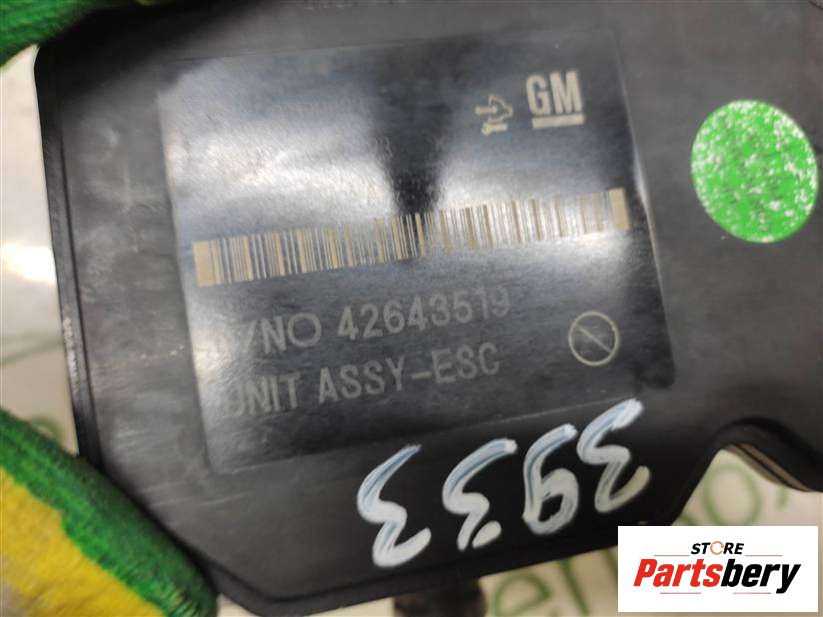 GM
P/NO 42643519
UNIT ASSY-ESC
3933
STORE
Partsbery